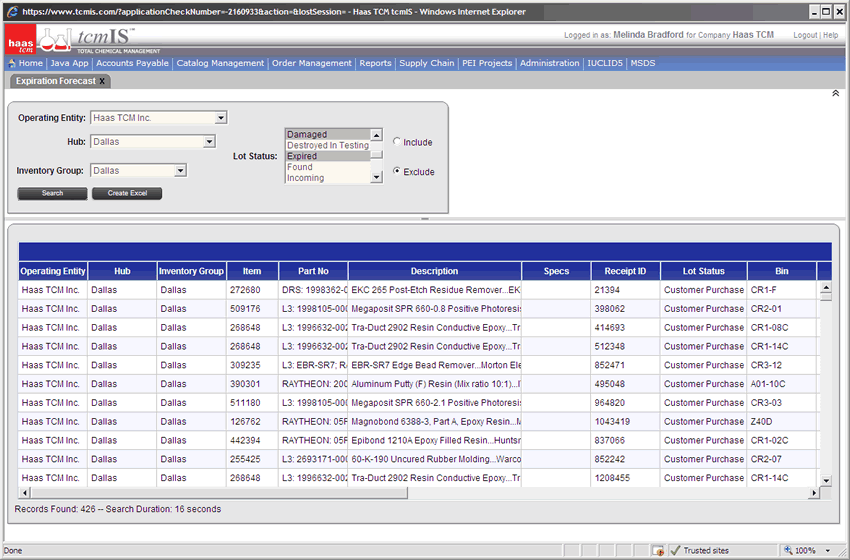 https://www.tcmis.com/?applicationCheckNumber=-2160933&action=&lostSession= - Haas TCM tcmIS - Windows Internet Explorer
haas tcm
tcmIS™
TOTAL CHEMICAL MANAGEMENT
Logged in as: Melinda Bradford for Company Haas TCM Logout | Help
Home | Java App | Accounts Payable | Catalog Management | Order Management | Reports | Supply Chain | PEI Projects | Administration | IUCLID5 | MSDS
Expiration Forecast X
Operating Entity: Haas TCM Inc.
Hub: Dallas
Inventory Group: Dallas
Lot Status:
Damaged
Destroyed In Testing
Expired
Found
Incoming
Include
Exclude
Search Create Excel
Operating Entity Hub Inventory Group Item Part No Description Specs Receipt ID Lot Status Bin
Haas TCM Inc. Dallas Dallas 272680 DRS: 1998362-0 EKC 265 Post-Etch Residue Remover...EK 21394 Customer Purchase CR1-F
Haas TCM Inc. Dallas Dallas 509176 L3: 1998105-000 Megaposit SPR 660-0.8 Positive Photoresis 398062 Customer Purchase CR2-01
Haas TCM Inc. Dallas Dallas 268648 L3: 1996632-002 Tra-Duct 2902 Resin Conductive Epoxy...Tr 414693 Customer Purchase CR1-08C
Haas TCM Inc. Dallas Dallas 268648 L3: 1996632-002 Tra-Duct 2902 Resin Conductive Epoxy...Tr 512348 Customer Purchase CR1-14C
Haas TCM Inc. Dallas Dallas 309235 L3: EBR-SR7; R EBR-SR7 Edge Bead Remover...Morton Ele 852471 Customer Purchase CR3-12
Haas TCM Inc. Dallas Dallas 390301 RAYTHEON: 200 Aluminum Putty (F) Resin (Mix ratio 10:1)... 495048 Customer Purchase A01-10C
Haas TCM Inc. Dallas Dallas 511180 L3: 1998105-000 Megaposit SPR 660-2.1 Positive Photoresis 964820 Customer Purchase CR3-03
Haas TCM Inc. Dallas Dallas 126762 RAYTHEON: 05F Magnobond 6388-3, Part A, Epoxy Resin...M 1043419 Customer Purchase Z40D
Haas TCM Inc. Dallas Dallas 442394 RAYTHEON: 05F Epibond 1210A Epoxy Filled Resin...Huntsr 837066 Customer Purchase CR1-02C
Haas TCM Inc. Dallas Dallas 255425 L3: 2693171-000 60-K-190 Uncured Rubber Molding...Warco 852242 Customer Purchase CR2-07
Haas TCM Inc. Dallas Dallas 268648 L3: 1996632-002 Tra-Duct 2902 Resin Conductive Epoxy...Tr 1208455 Customer Purchase CR1-14C
Records Found: 426 -- Search Duration: 16 seconds
Done Trusted sites 100%